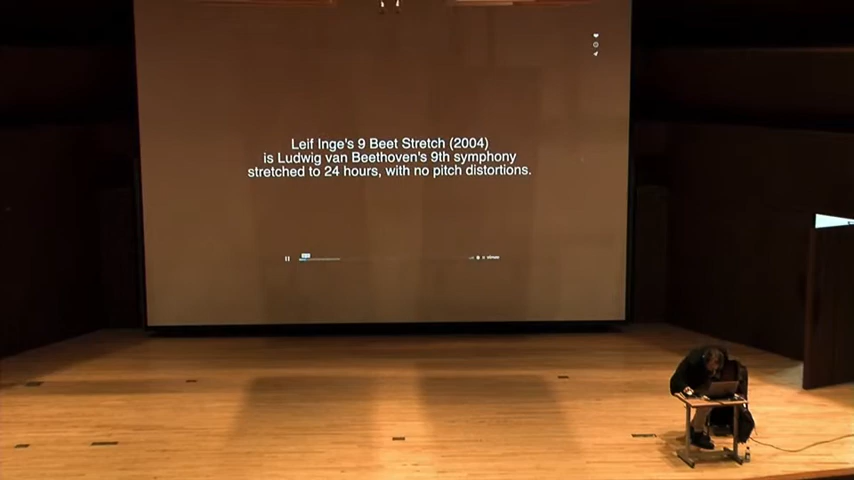 Leif Inge's 9 Beet Stretch (2004)
is Ludwig van Beethoven's 9th symphony
stretched to 24 hours, with no pitch distortions.